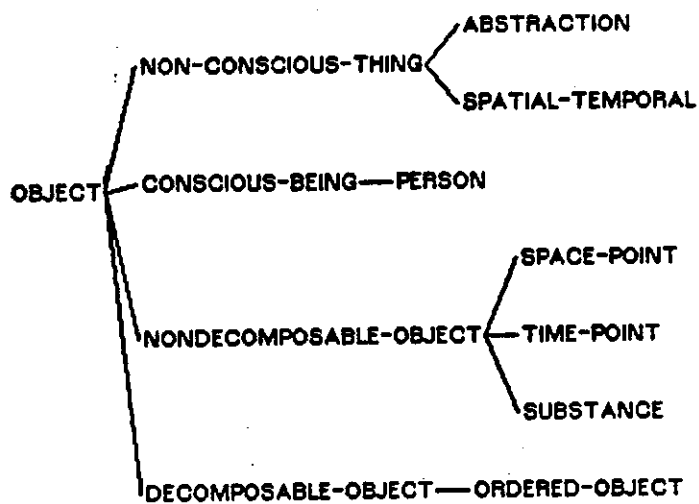 ABSTRACTION
NON-CONSCIOUS-THING
SPATIAL-TEMPORAL
OBJECT
CONSCIOUS-BEING
PERSON
SPACE-POINT
NONDECOMPOSABLE-OBJECT
TIME-POINT
SUBSTANCE
DECOMPOSABLE-OBJECT
ORDERED-OBJECT